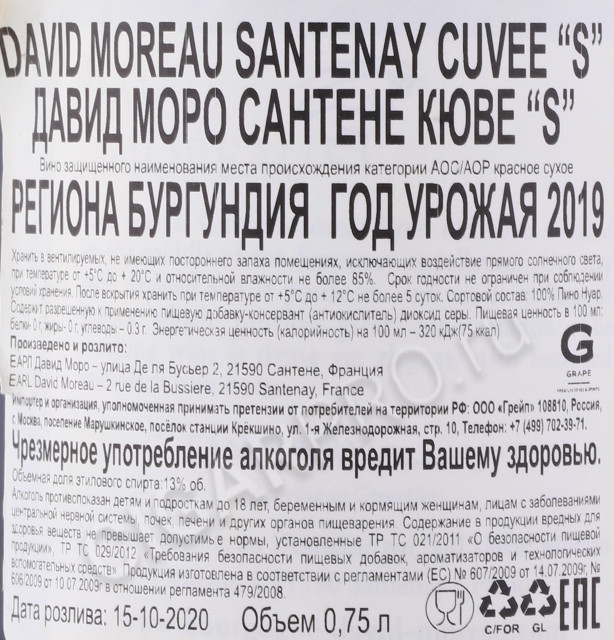 DAVID MOREAU SANTENAY CUVEE “S”
ДАВИД МОРО САНТЕНЕ КЮВЕ “S”
Вино защищенного наименования места происхождения категории AOC/AOP красное сухое
РЕГИОНА БУРГУНДИЯ ГОД УРОЖАЯ 2019
Хранить в вентилируемых, не имеющих постороннего запаха помещениях, исключающих воздействие прямого солнечного света,
при температуре от +5°С до + 20°С и относительной влажности не более 85%. Срок годности не ограничен при соблюдении
условий хранения. После вскрытия хранить при температуре от +5°С до + 12°С не более 5 суток. Сортовой состав: 100% Пино Нуар.
Содержит разрешенную к применению пищевую добавку-консервант (антиокислитель) диоксид серы. Пищевая ценность в 100 мл:
белки- 0 г, жиры- 0 г, углеводы – 0.3 г. Энергетическая ценность (калорийность) на 100 мл – 320 кДж(75 ккал)
Произведено и розлито:
ЕАРЛ Давид Моро – улица Де ля Бусьер 2, 21590 Сантене, Франция
EARL David Moreau – 2 rue de la Bussiere, 21590 Santenay, France
G
GRAPE
Импортер и организация, уполномоченная принимать претензии от потребителей на территории РФ: ООО «Грейп» 108810, Россия,
г. Москва, поселение Марушкинское, посёлок станции Крёкшино, ул. 1-я Железнодорожная, стр. 10, Телефон: +7 (499) 702-39-71.
Чрезмерное употребление алкоголя вредит Вашему здоровью.
Объемная доля этилового спирта: 13% об.
Алкоголь противопоказан детям и подросткам до 18 лет, беременным и кормящим женщинам, лицам с заболеваниями
центральной нервной системы, почек, печени и других органов пищеварения. Содержание в продукции вредных для
здоровья веществ не превышает допустимые нормы, установленные ТР ТС 021/2011 «О безопасности пищевой
продукции», ТР ТС 029/2012 «Требования безопасности пищевых добавок, ароматизаторов и технологических
вспомогательных средств». Продукция изготовлена в соответствии с регламентами (ЕС) № 607/2009 от 14.07.2009г. №
606/2009 от 10.07.2009г в отношении регламента 479/2008.
Дата розлива: 15-10-2020 Объем 0,75 л
C/FOR GL EAC